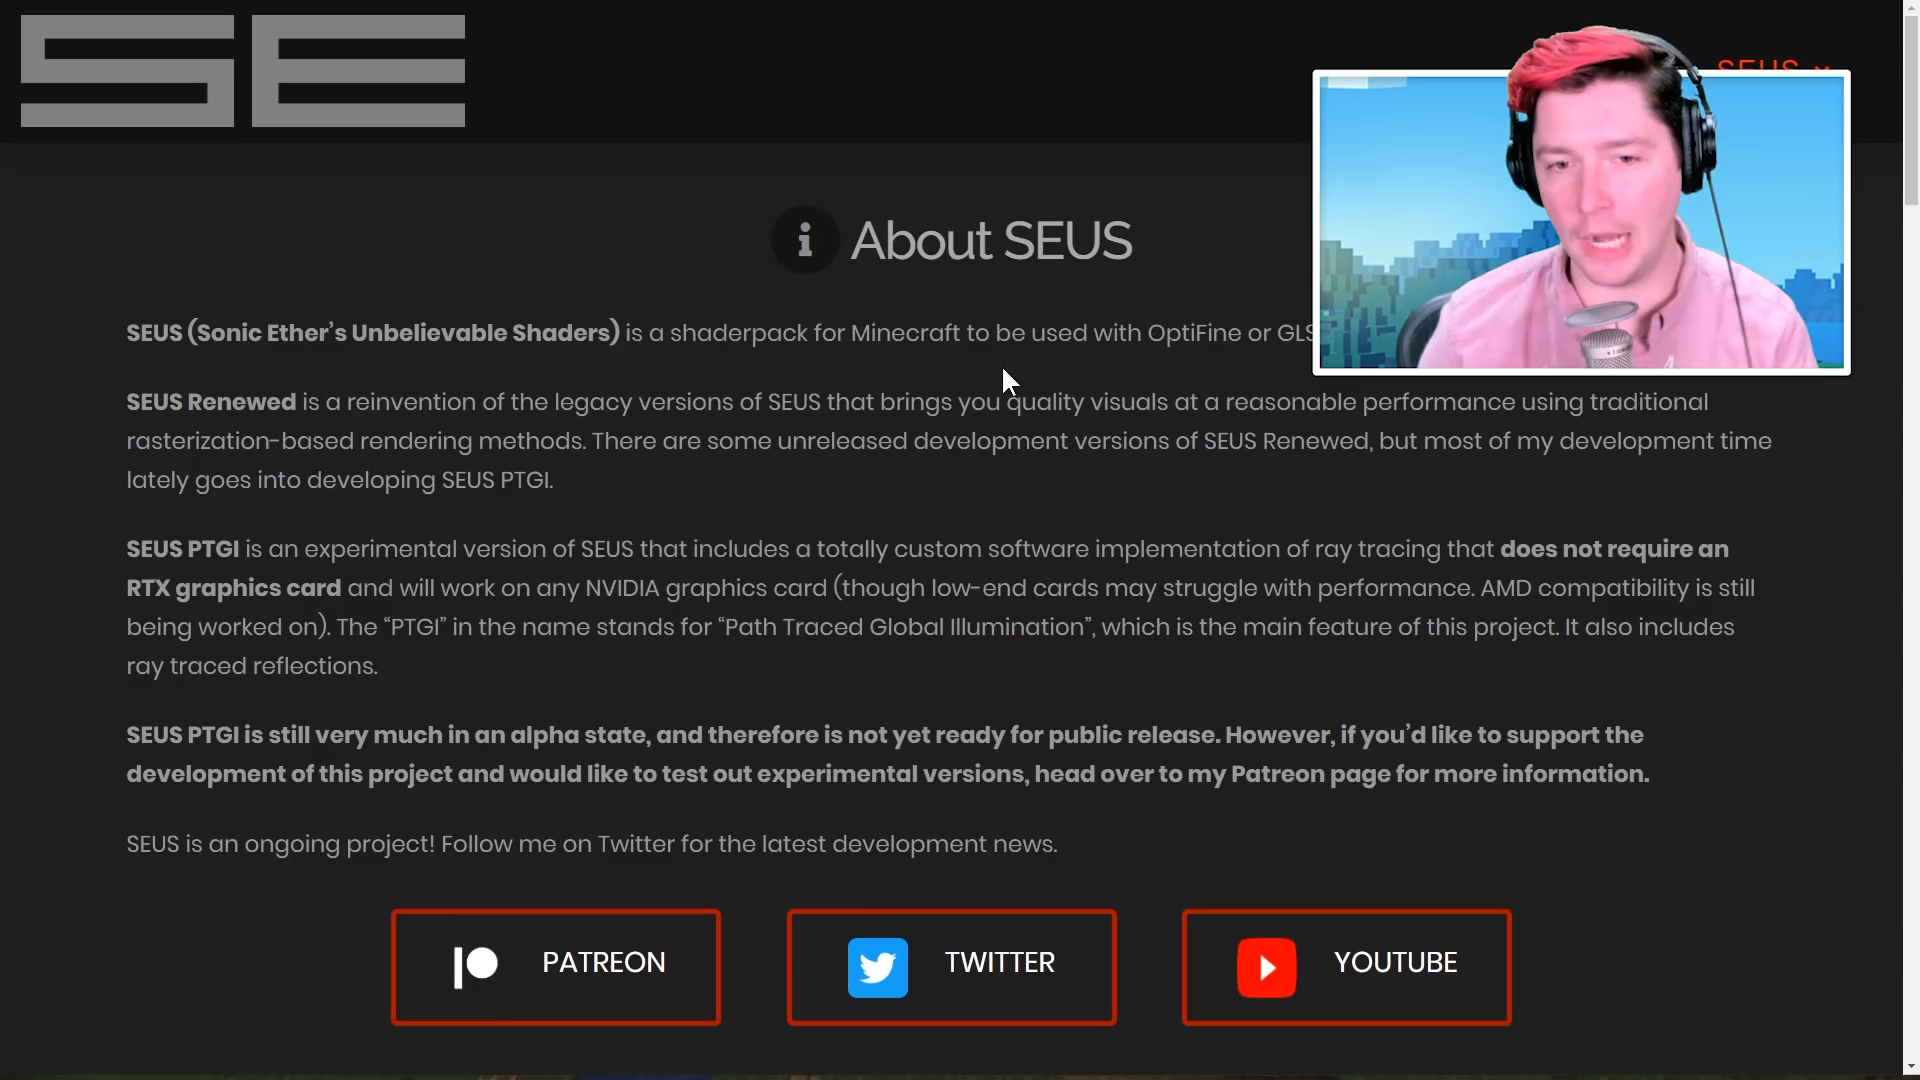 SE
SEUS
About SEUS
SEUS (Sonic Ether’s Unbelievable Shaders) is a shaderpack for Minecraft to be used with OptiFine or
SEUS Renewed is a reinvention of the legacy versions of SEUS that brings you quality visuals at a reasonable performance using traditional
rasterization-based rendering methods. There are some unreleased development versions of SEUS Renewed, but most of my development time
lately goes into developing SEUS PTGI.
SEUS PTGI is an experimental version of SEUS that includes a totally custom software implementation of ray tracing that does not require an
RTX graphics card and will work on any NVIDIA graphics card (though low-end cards may struggle with performance. AMD compatibility is still
being worked on). The “PTGI” in the name stands for “Path Traced Global Illumination”, which is the main feature of this project. It also includes
ray traced reflections.
SEUS PTGI is still very much in an alpha state, and therefore is not yet ready for public release. However, if you’d like to support the
development of this project and would like to test out experimental versions, head over to my Patreon page for more information.
SEUS is an ongoing project! Follow me on Twitter for the latest development news.
PATREON
TWITTER
YOUTUBE